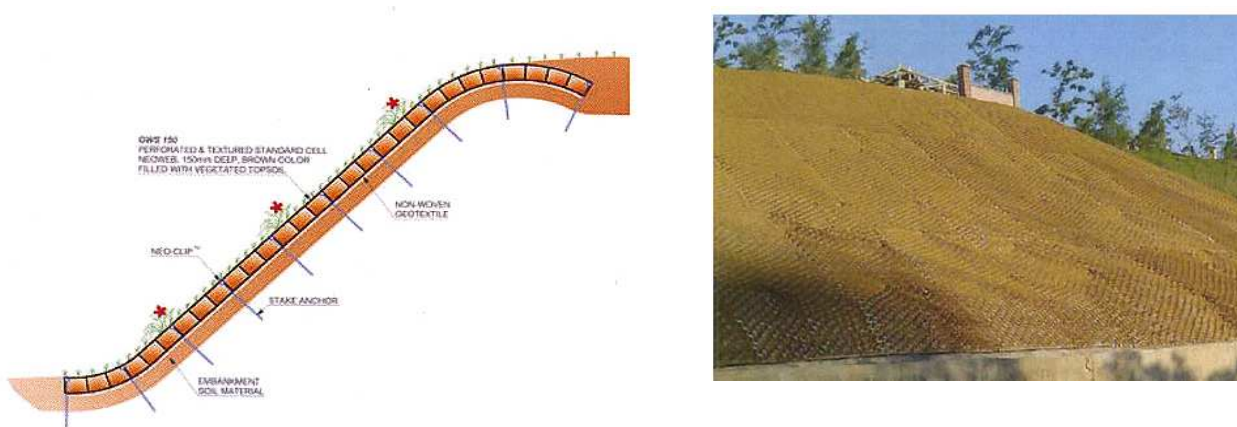 GWS 150
PERFORATED & TEXTURED STANDARD CELL
NEOWEB, 150mm DEEP, BROWN COLOR
FILLED WITH VEGETATED TOPSOIL
NON-WOVEN
GEOTEXTILE
NEO-CLIP™
STAKE ANCHOR
EMBANKMENT
SOIL MATERIAL